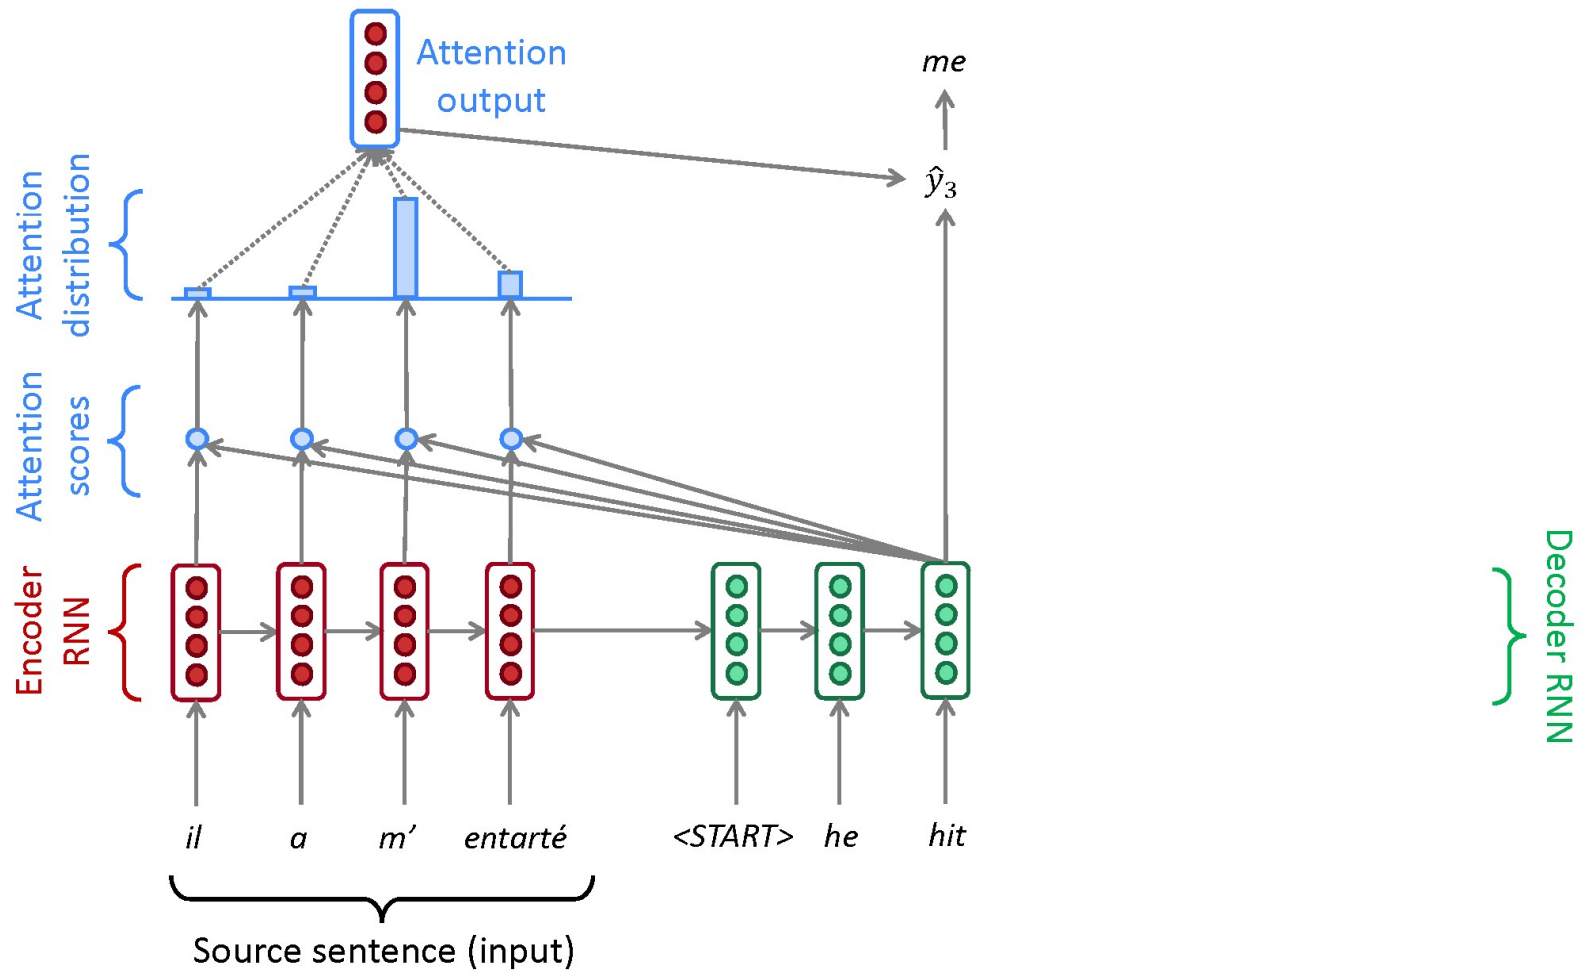 Attention
output
me
Attention
distribution
ŷ₃
Attention
scores
Encoder
RNN
Decoder RNN
il a m’ entarté <START> he hit
Source sentence (input)